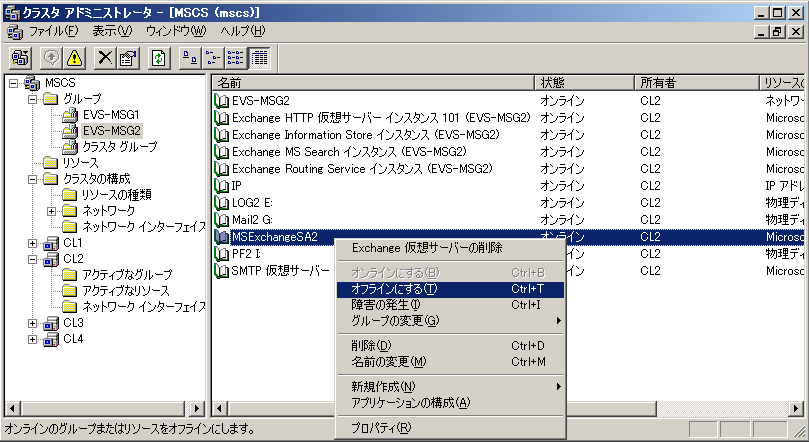 クラスタ アドミニストレータ - [MSCS (mscs)]
ファイル(F) 表示(V) ウィンドウ(W) ヘルプ(H)
MSCS
グループ
EVS-MSG1
EVS-MSG2
クラスタ グループ
リソース
クラスタの構成
リソースの種類
ネットワーク
ネットワーク インターフェイス
CL1
CL2
アクティブなグループ
アクティブなリソース
ネットワーク インターフェイス
CL3
CL4
名前 状態 所有者 リソース(
EVS-MSG2 オンライン CL2 ネットワー
Exchange HTTP 仮想サーバー インスタンス 101 (EVS-MSG2) オンライン CL2 Microso
Exchange Information Store インスタンス (EVS-MSG2) オンライン CL2 Microso
Exchange MS Search インスタンス (EVS-MSG2) オンライン CL2 Microso
Exchange Routing Service インスタンス (EVS-MSG2) オンライン CL2 Microso
IP オンライン CL2 IP アドレ
LOG2 E: オンライン CL2 物理ディ
Mail2 G: オンライン CL2 物理ディ
MSExchangeSA2 オンライン CL2 Microso
PF2 I: CL2 物理ディ
SMTP 仮想サーバー CL2 Microso
Exchange 仮想サーバーの削除
オンラインにする(B) Ctrl+B
オフラインにする(T) Ctrl+T
障害の発生(I) Ctrl+I
グループの変更(G)
削除(D) Ctrl+D
名前の変更(M) Ctrl+M
新規作成(N)
アプリケーションの構成(A)
プロパティ(R)
オンラインのグループまたはリソースをオフラインにします。